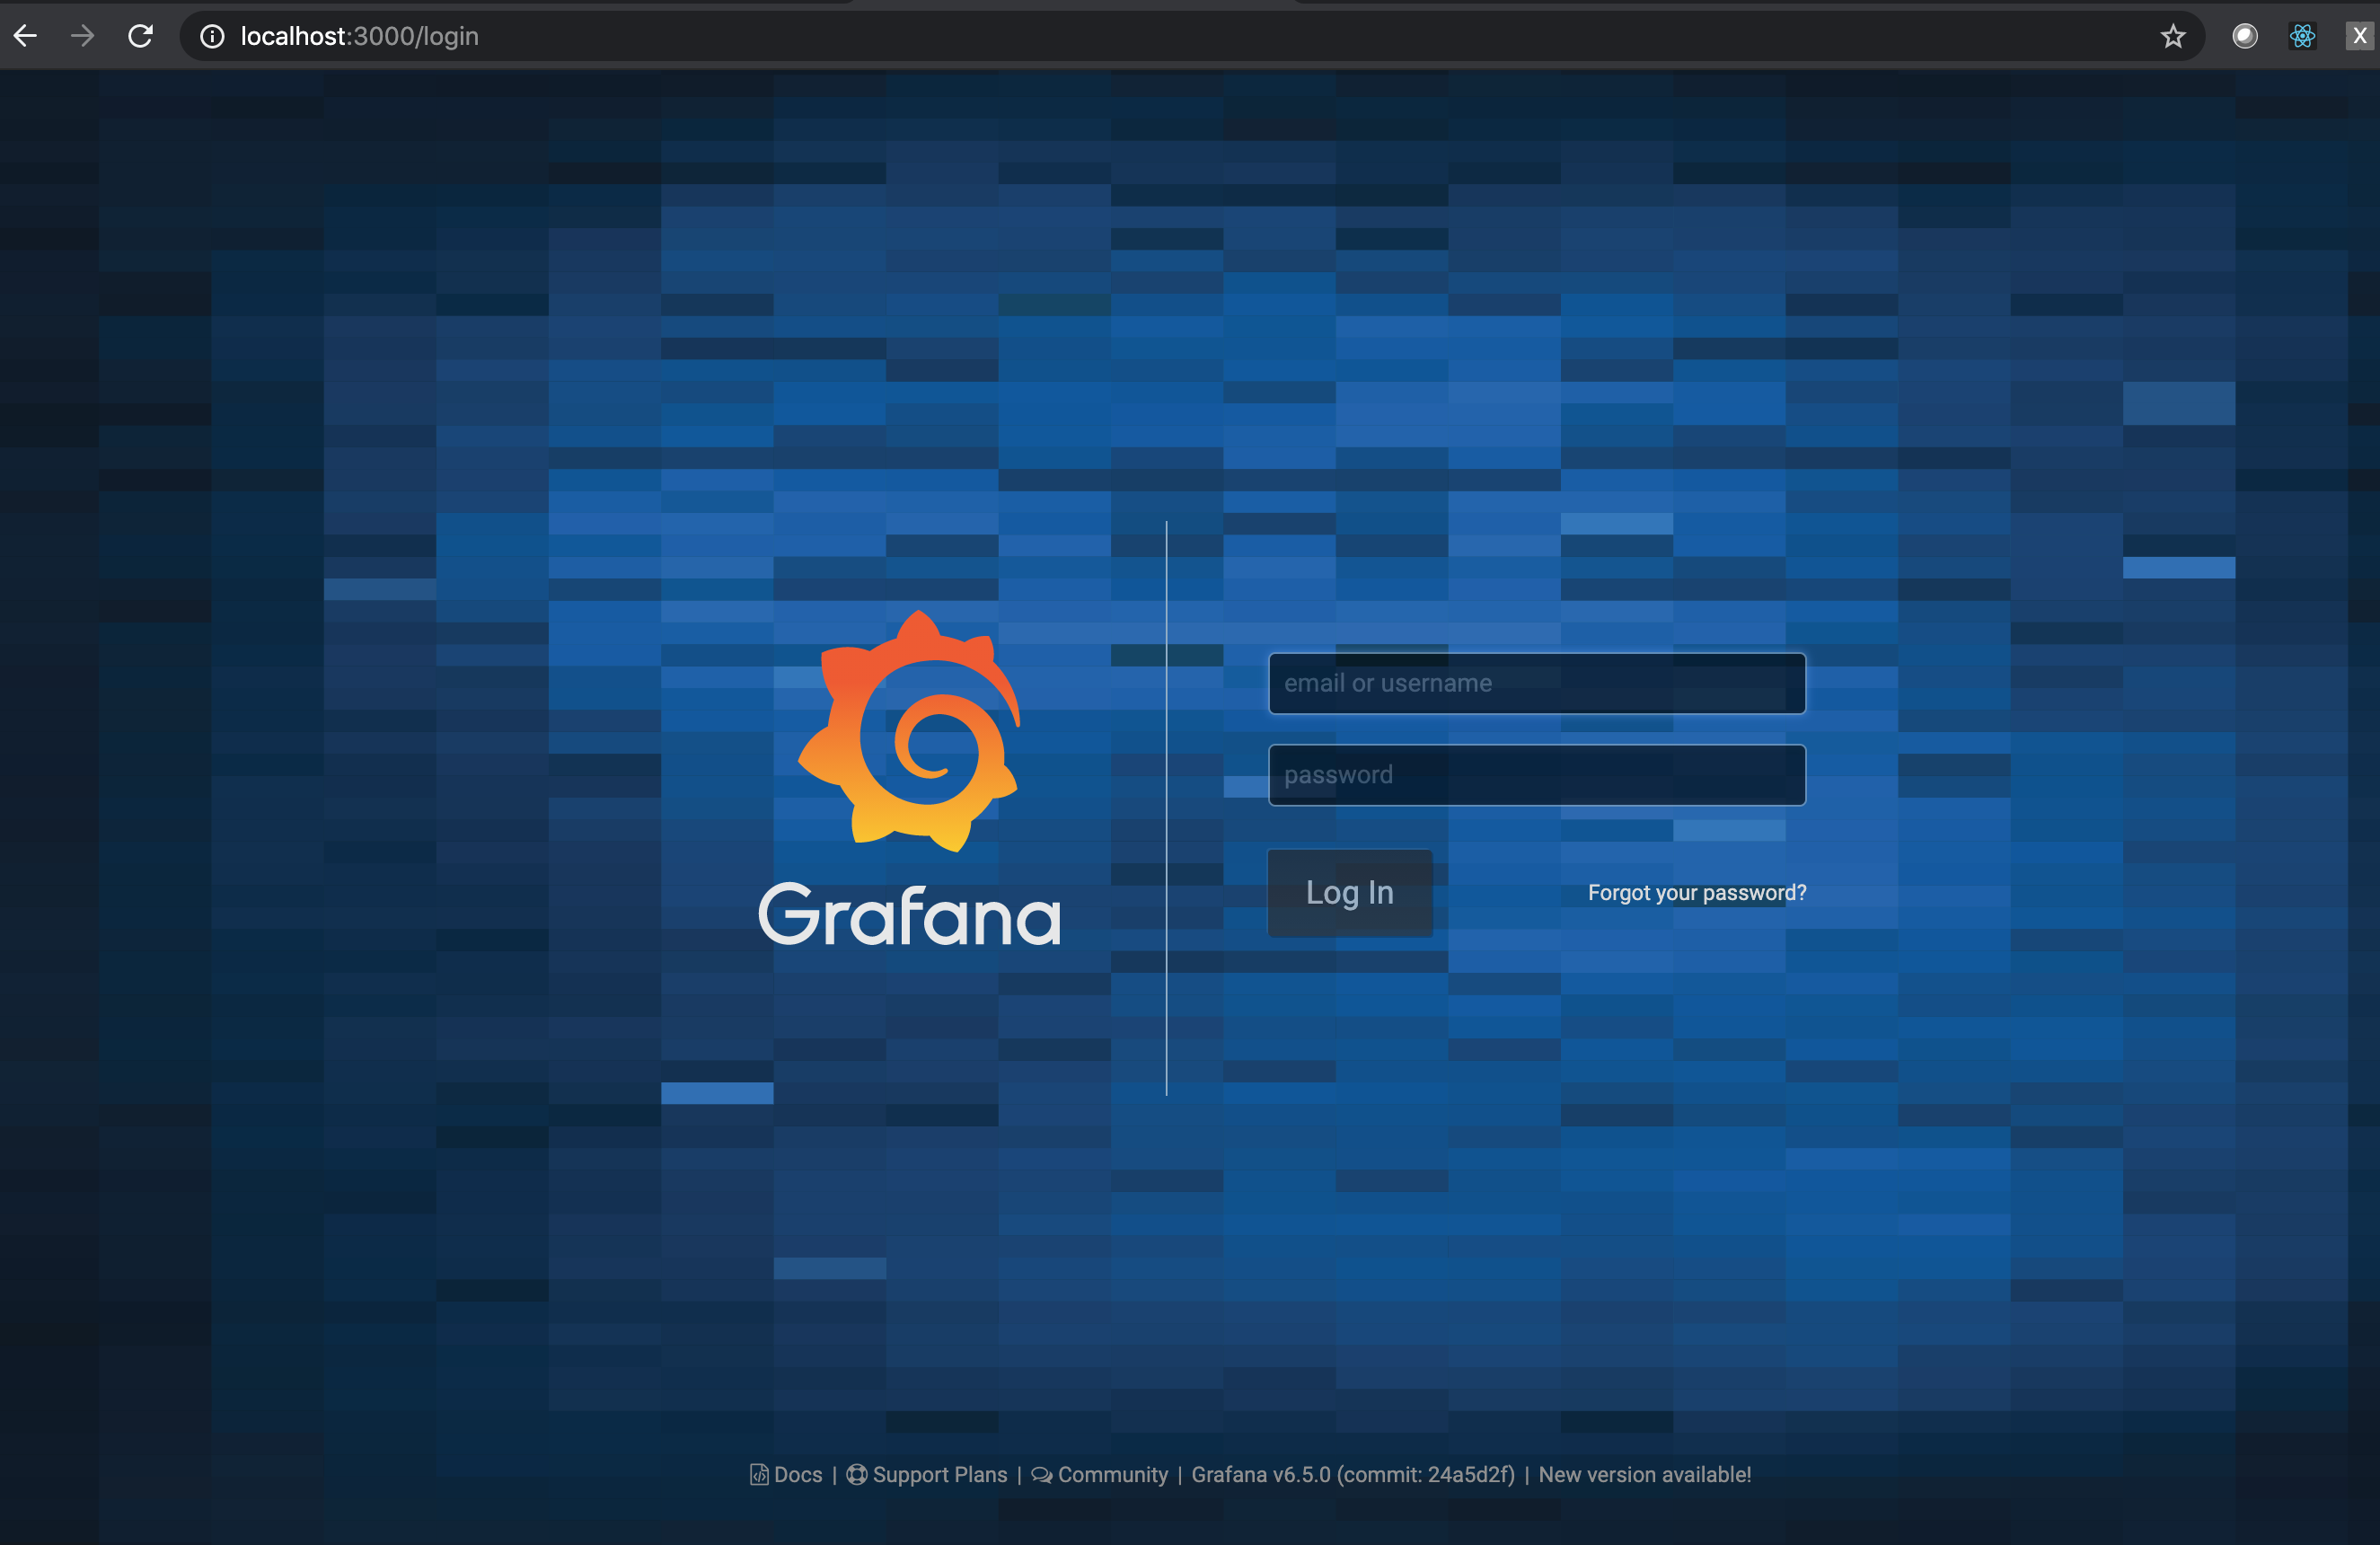 localhost:3000/login
X
email or username
password
Log In
Forgot your password?
Grafana
Docs | Support Plans | Community | Grafana v6.5.0 (commit: 24a5d2f) | New version available!